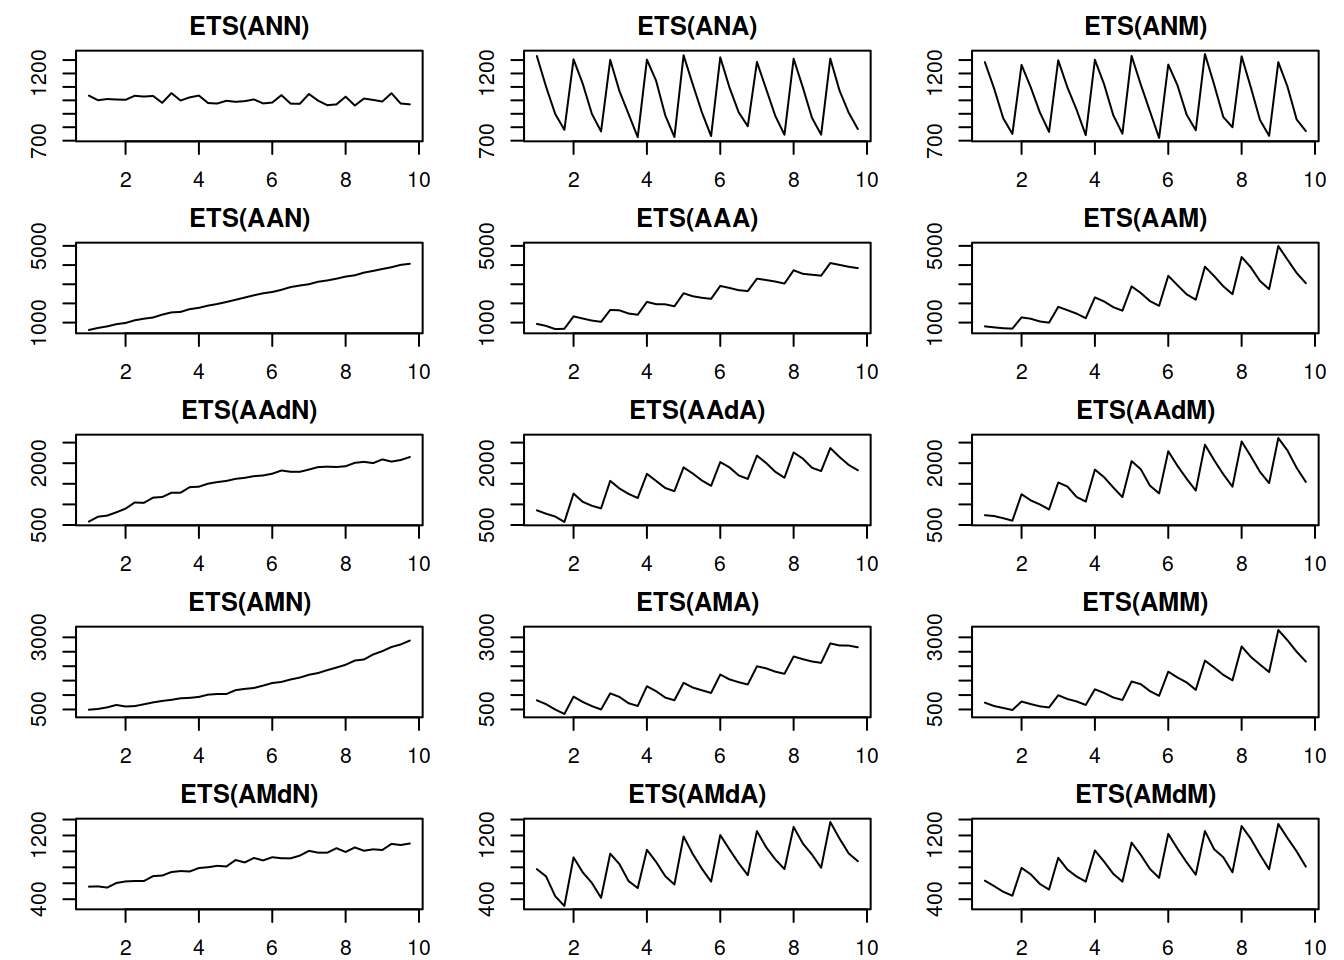 ETS(ANN) ETS(ANA) ETS(ANM)
700 1200 700 1200 700 1200
2 4 6 8 10 2 4 6 8 10 2 4 6 8 10
ETS(AAN) ETS(AAA) ETS(AAM)
1000 5000 1000 5000 1000 5000
2 4 6 8 10 2 4 6 8 10 2 4 6 8 10
ETS(AAdN) ETS(AAdA) ETS(AAdM)
500 2000 500 2000 500 2000
2 4 6 8 10 2 4 6 8 10 2 4 6 8 10
ETS(AMN) ETS(AMA) ETS(AMM)
500 3000 500 3000 500 3000
2 4 6 8 10 2 4 6 8 10 2 4 6 8 10
ETS(AMdN) ETS(AMdA) ETS(AMdM)
400 1200 400 1200 400 1200
2 4 6 8 10 2 4 6 8 10 2 4 6 8 10